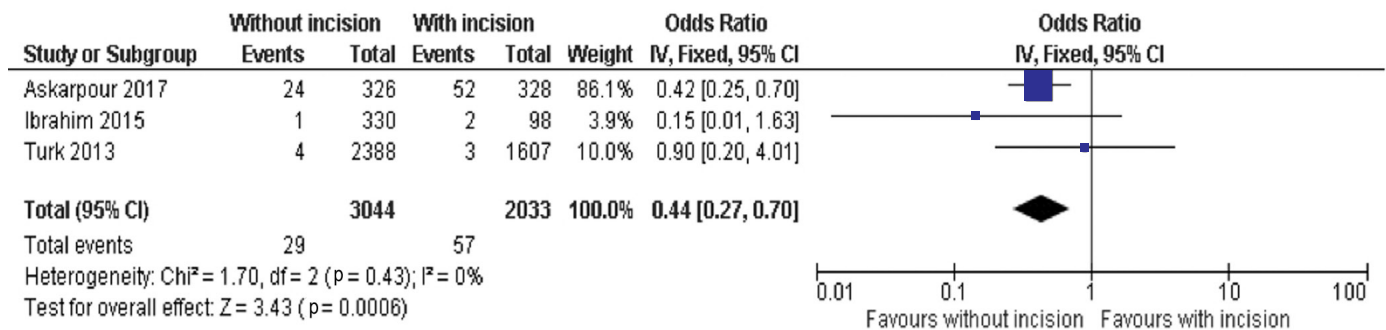 Without incision With incision Odds Ratio Odds Ratio
Study or Subgroup Events Total Events Total Weight IV, Fixed, 95% CI IV, Fixed, 95% CI
Askarpour 2017 24 326 52 328 86.1% 0.42 [0.25, 0.70]
Ibrahim 2015 1 330 2 98 3.9% 0.15 [0.01, 1.63]
Turk 2013 4 2388 3 1607 10.0% 0.90 [0.20, 4.01]
Total (95% CI) 3044 2033 100.0% 0.44 [0.27, 0.70]
Total events 29 57
Heterogeneity: Chi² = 1.70, df = 2 (p = 0.43); I² = 0%
Test for overall effect: Z = 3.43 ( p = 0.0006)
0.01 0.1 1 10 100
Favours without incision Favours with incision